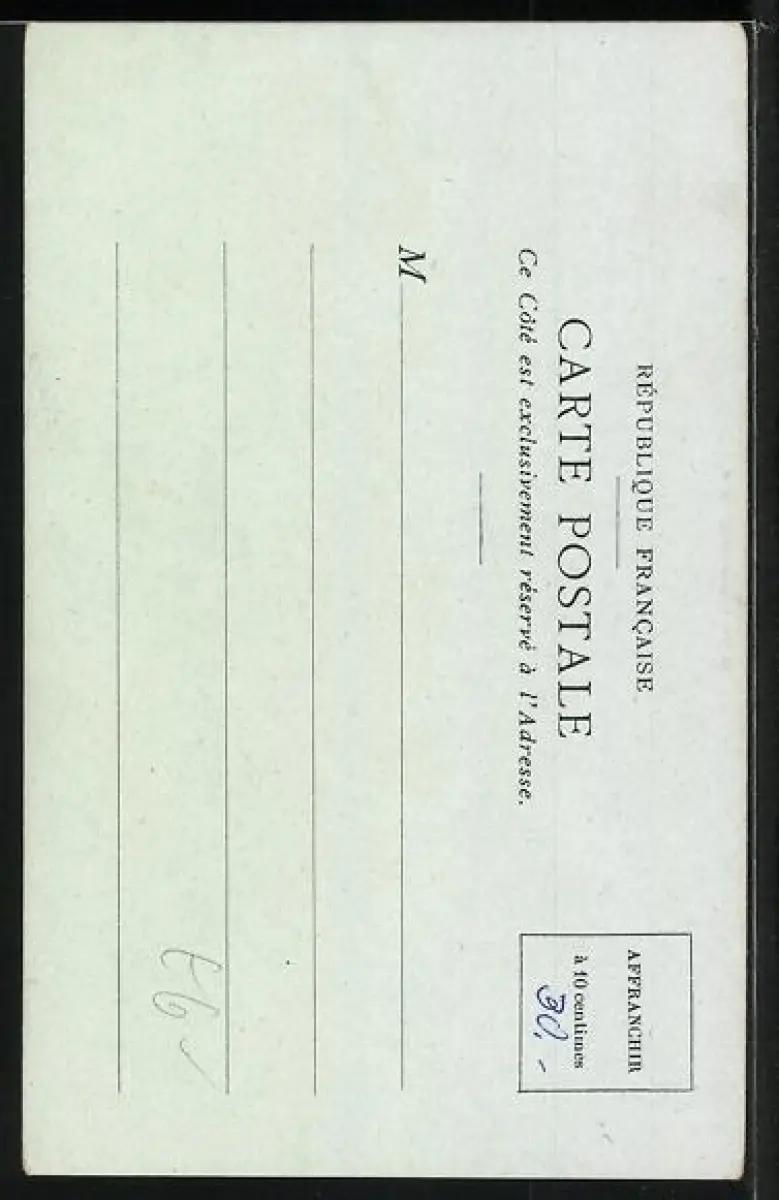 RÉPUBLIQUE FRANÇAISE
CARTE POSTALE
Ce Côté est exclusivement réservé à l'Adresse.
M
AFFRANCHIR
à 10 centimes
30,-